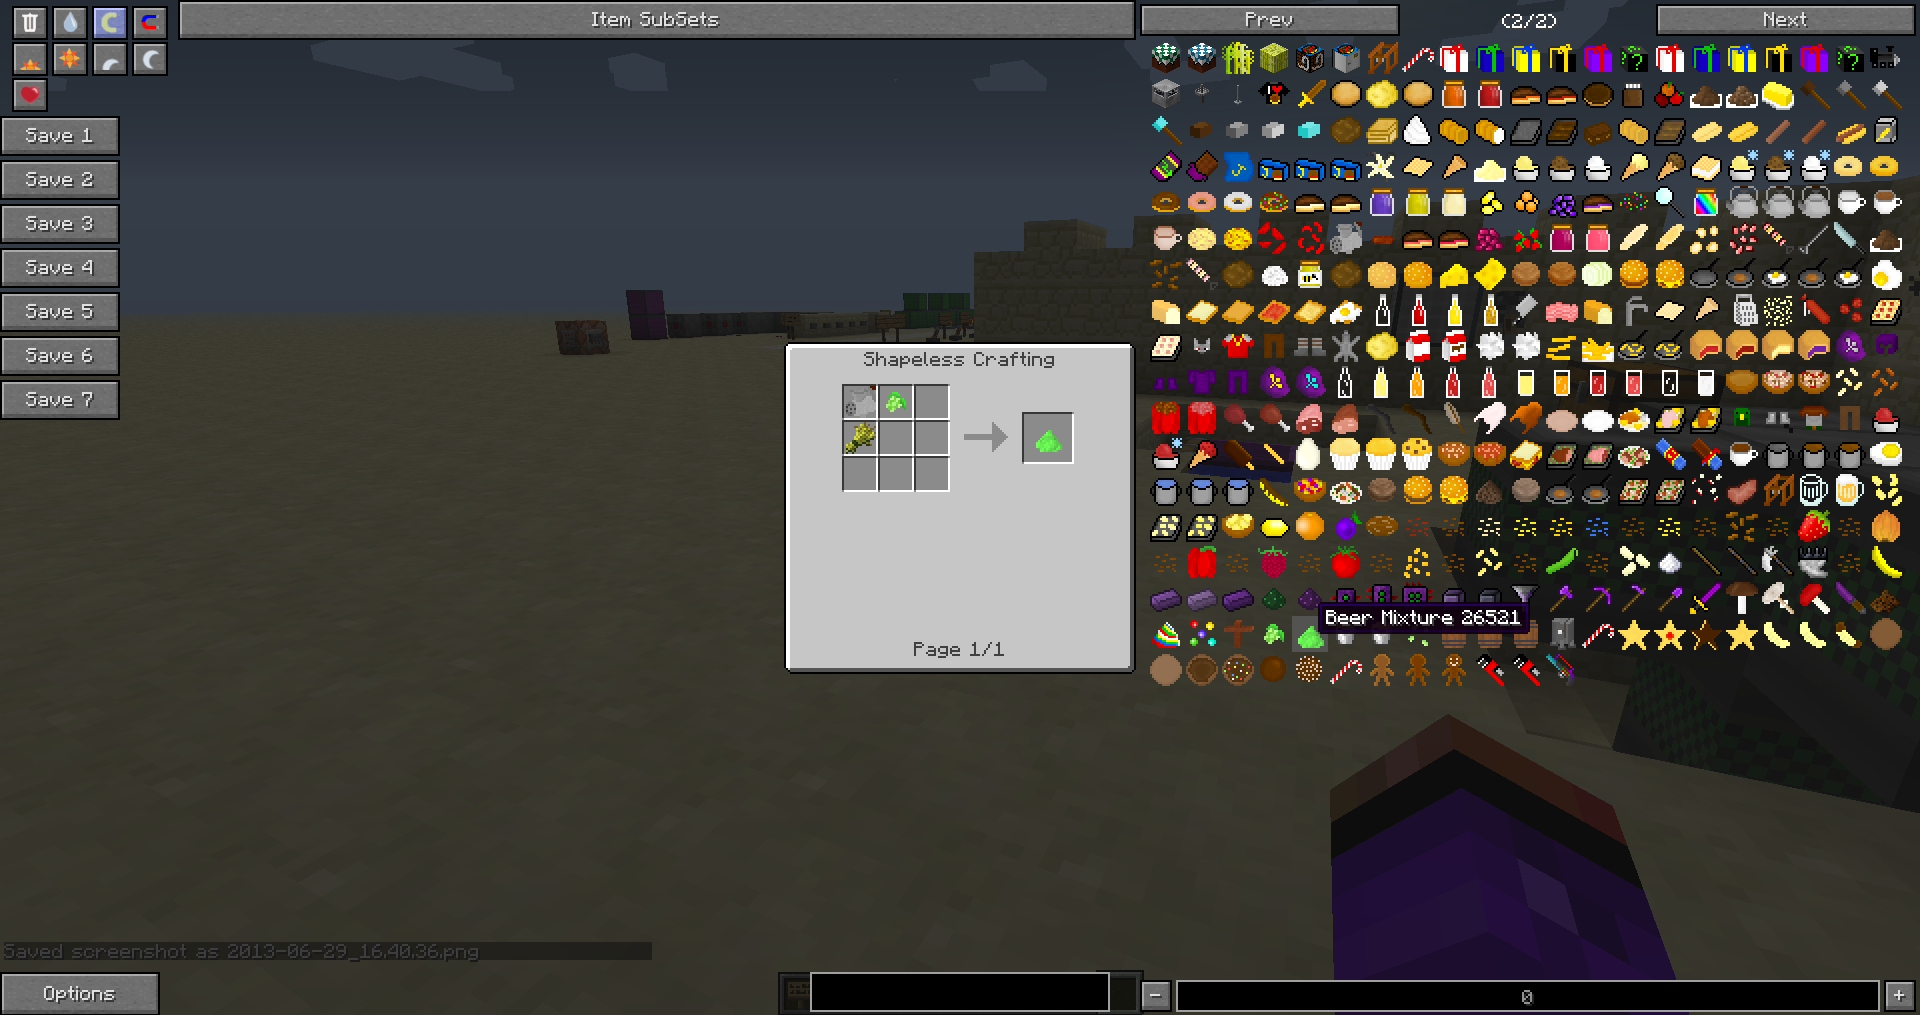 Item SubSets
Prev
(2/2)
Next
Save 1
Save 2
Save 3
Save 4
Save 5
Save 6
Save 7
Shapeless Crafting
Page 1/1
Beer Mixture 26521
Saved screenshot as 2013-06-29_16.40.36.png
Options
-
0
+